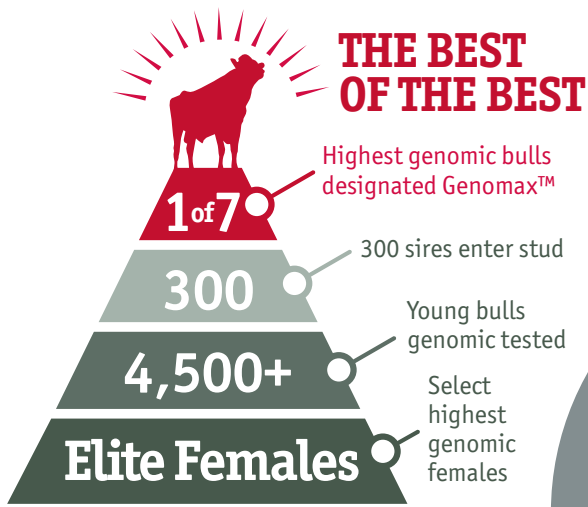 THE BEST
OF THE BEST
Highest genomic bulls
designated Genomax™
1 of 7
300 sires enter stud
300
Young bulls
genomic tested
4,500+
Select
highest
genomic
females
Elite Females